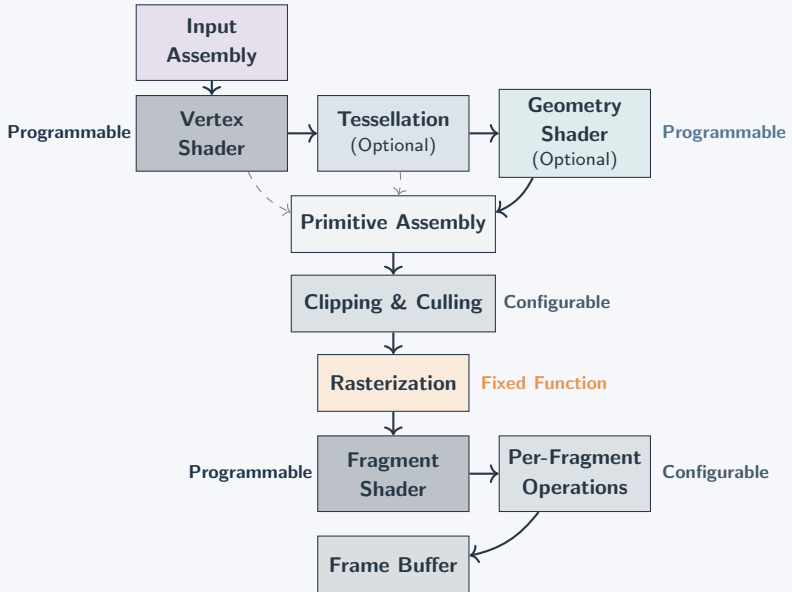 Input
Assembly
Programmable
Vertex
Shader
Tessellation
(Optional)
Geometry
Shader
(Optional)
Programmable
Primitive Assembly
Clipping & Culling
Configurable
Rasterization
Fixed Function
Programmable
Fragment
Shader
Per-Fragment
Operations
Configurable
Frame Buffer